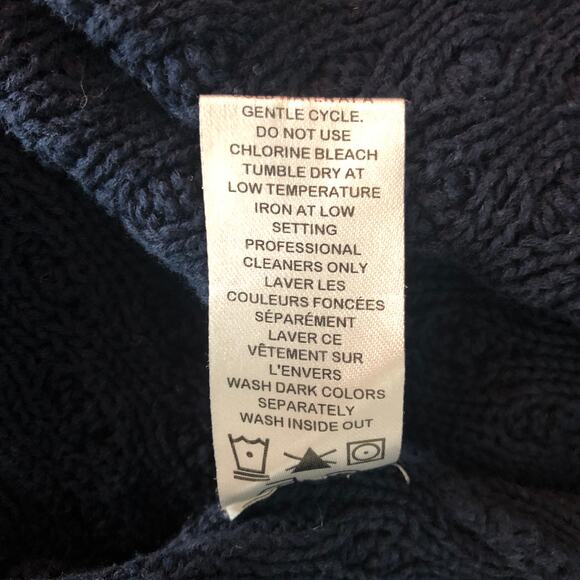 GENTLE CYCLE.
DO NOT USE
CHLORINE BLEACH
TUMBLE DRY AT
LOW TEMPERATURE
IRON AT LOW
SETTING
PROFESSIONAL
CLEANERS ONLY
LAVER LES
COULEURS FONCÉES
SÉPARÉMENT
LAVER CE
VÊTEMENT SUR
L'ENVERS
WASH DARK COLORS
SEPARATELY
WASH INSIDE OUT